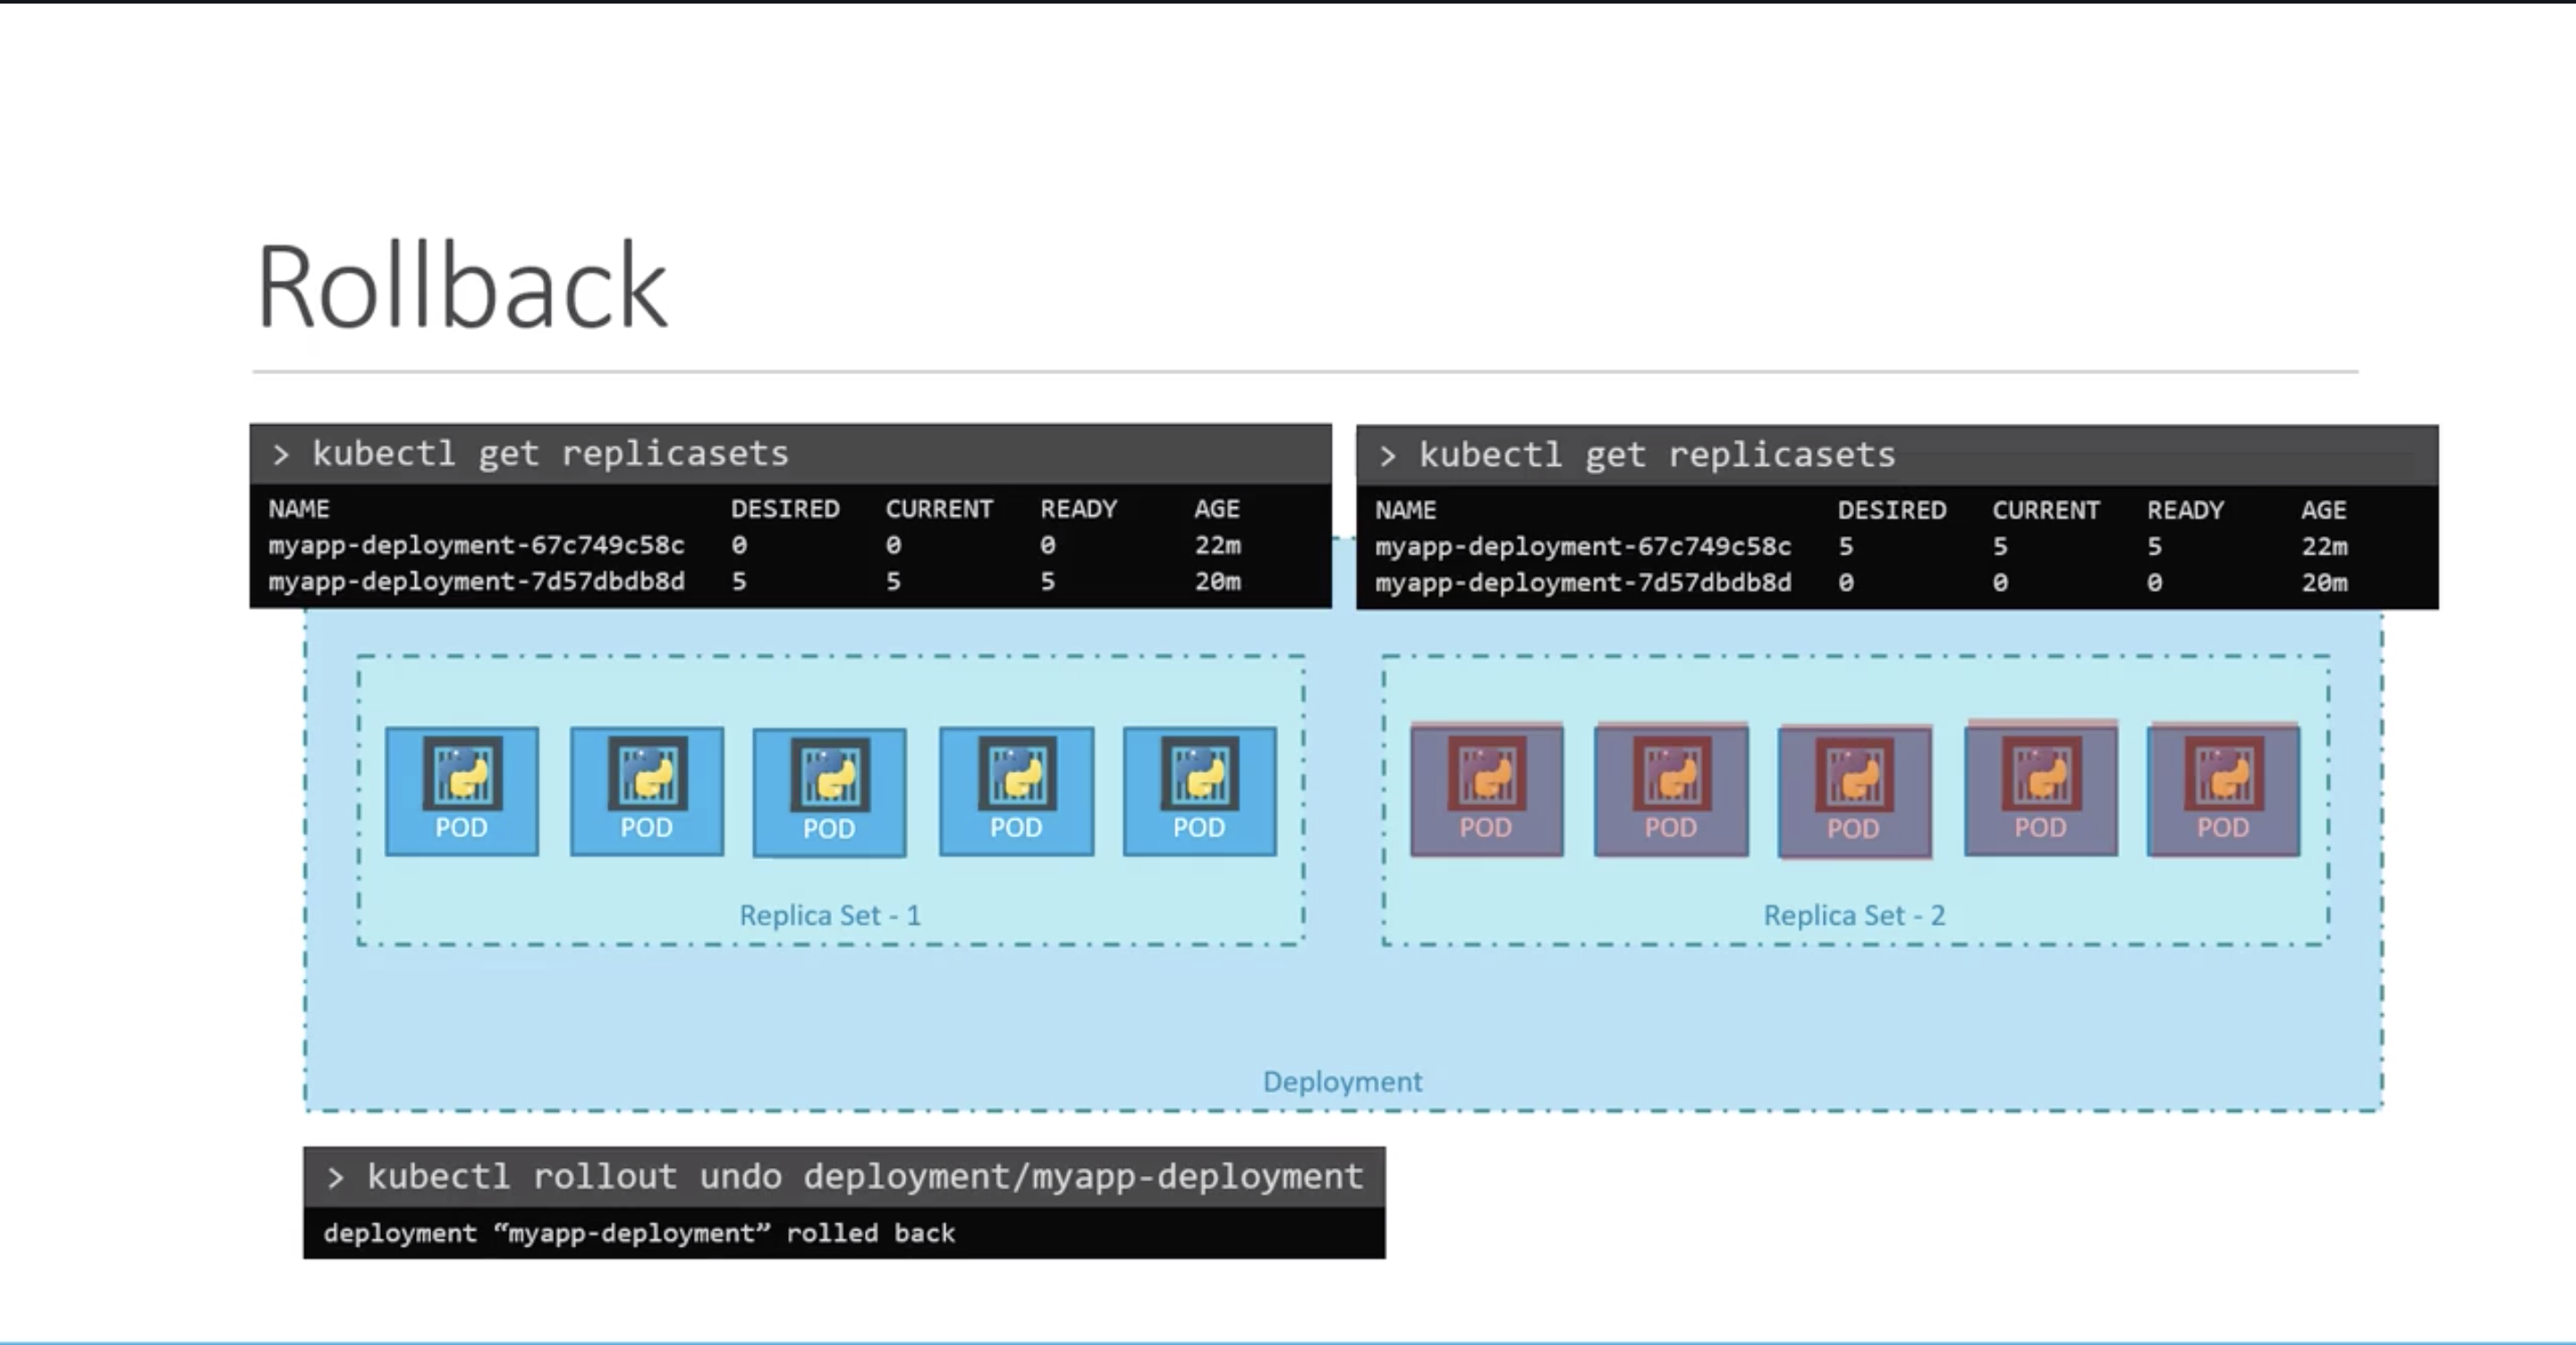 Rollback
> kubectl get replicasets
NAME DESIRED CURRENT READY AGE
myapp-deployment-67c749c58c 0 0 0 22m
myapp-deployment-7d57dbdb8d 5 5 5 20m
> kubectl get replicasets
NAME DESIRED CURRENT READY AGE
myapp-deployment-67c749c58c 5 5 5 22m
myapp-deployment-7d57dbdb8d 0 0 0 20m
POD POD POD POD POD
Replica Set - 1
POD POD POD POD POD
Replica Set - 2
Deployment
> kubectl rollout undo deployment/myapp-deployment
deployment “myapp-deployment” rolled back